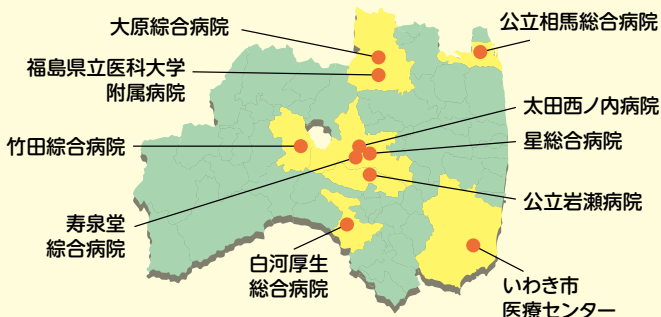 大原綜合病院
公立相馬総合病院
福島県立医科大学
附属病院
太田西ノ内病院
星総合病院
竹田綜合病院
公立岩瀬病院
寿泉堂
綜合病院
白河厚生
総合病院
いわき市
医療センター